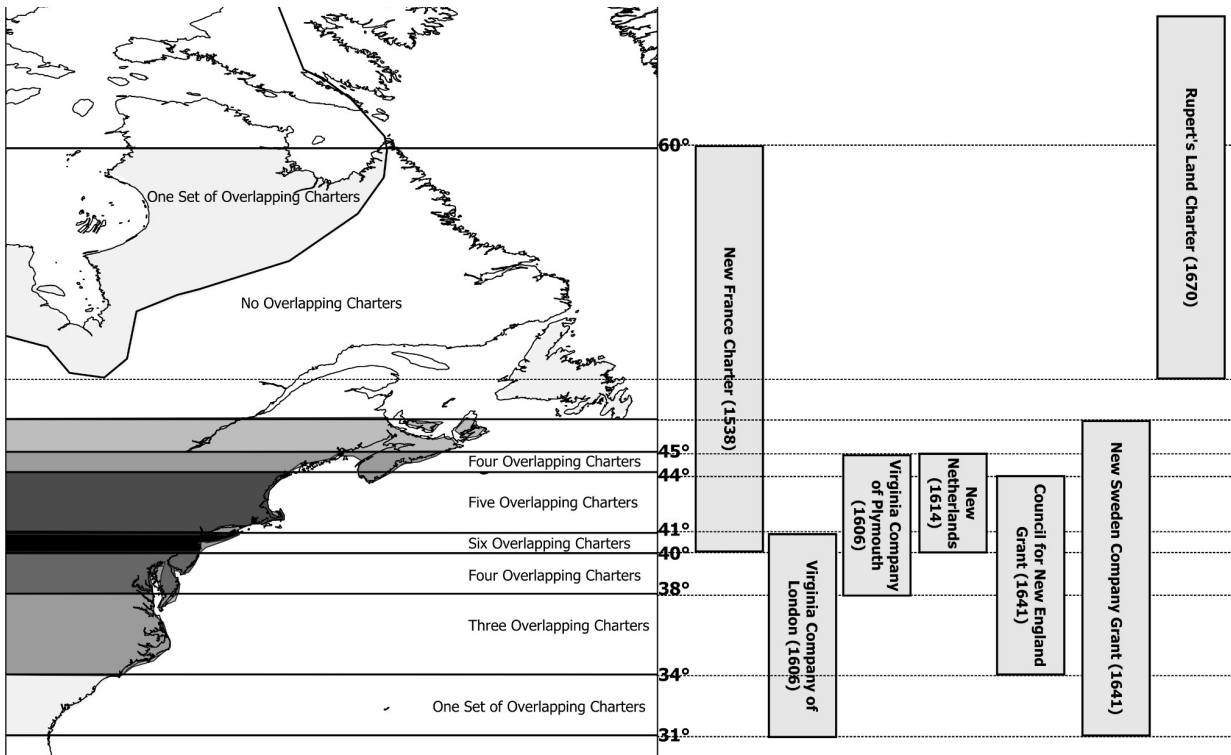 One Set of Overlapping Charters
No Overlapping Charters
Four Overlapping Charters
Five Overlapping Charters
Six Overlapping Charters
Four Overlapping Charters
Three Overlapping Charters
One Set of Overlapping Charters
60°
45°
44°
41°
40°
38°
34°
31°
New France Charter (1538)
Virginia Company of
London (1606)
Virginia Company
of Plymouth
(1606)
New
Netherlands
(1614)
Council for New England
Grant (1641)
New Sweden Company Grant (1641)
Rupert's Land Charter (1670)